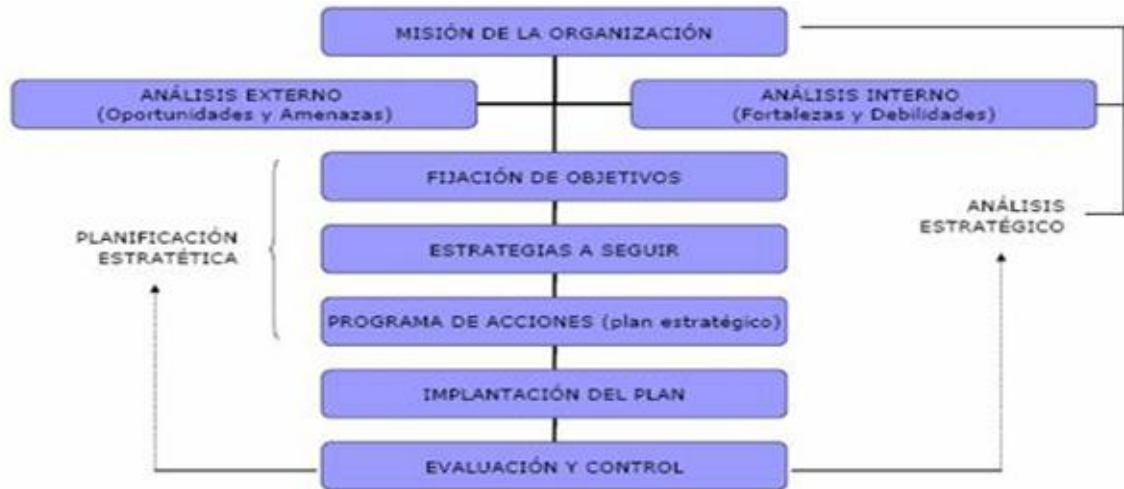 MISIÓN DE LA ORGANIZACIÓN
ANÁLISIS EXTERNO
(Oportunidades y Amenazas)
ANÁLISIS INTERNO
(Fortalezas y Debilidades)
FIJACIÓN DE OBJETIVOS
PLANIFICACIÓN
ESTRATÉTICA
ANÁLISIS
ESTRATÉGICO
ESTRATEGIAS A SEGUIR
PROGRAMA DE ACCIONES (plan estratégico)
IMPLANTACIÓN DEL PLAN
EVALUACIÓN Y CONTROL